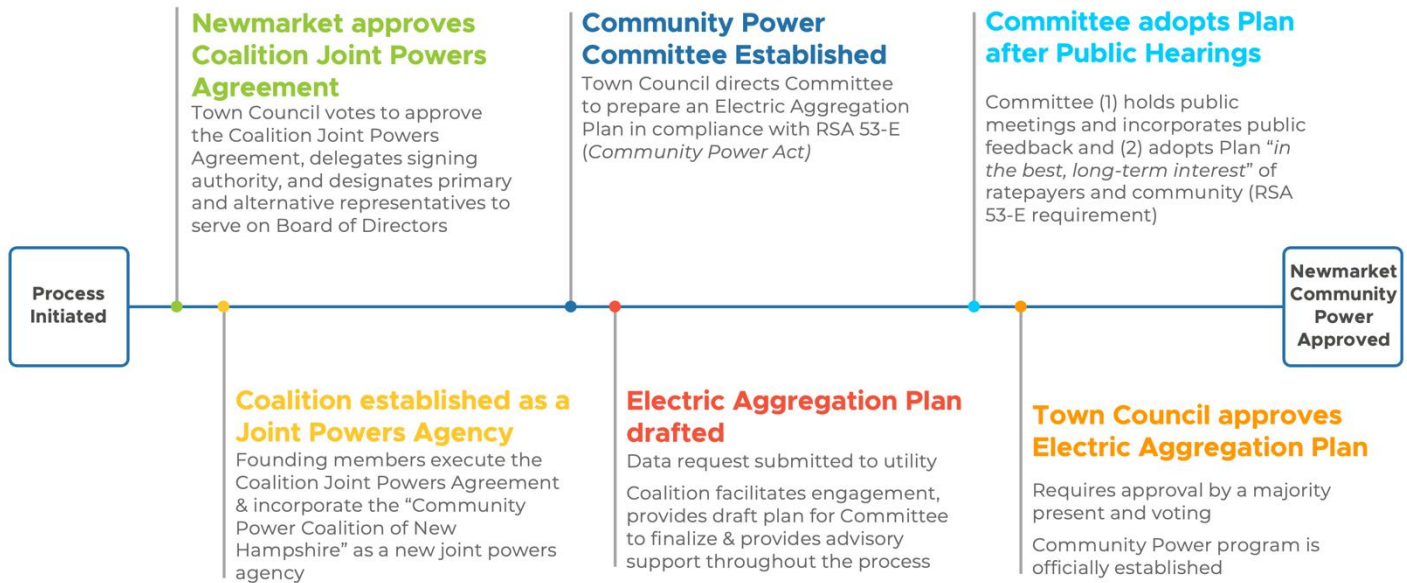 Process
Initiated
Newmarket approves
Coalition Joint Powers
Agreement
Town Council votes to approve
the Coalition Joint Powers
Agreement, delegates signing
authority, and designates primary
and alternative representatives to
serve on Board of Directors
Coalition established as a
Joint Powers Agency
Founding members execute the
Coalition Joint Powers Agreement
& incorporate the “Community
Power Coalition of New
Hampshire” as a new joint powers
agency
Community Power
Committee Established
Town Council directs Committee
to prepare an Electric Aggregation
Plan in compliance with RSA 53-E
(Community Power Act)
Electric Aggregation Plan
drafted
Data request submitted to utility
Coalition facilitates engagement,
provides draft plan for Committee
to finalize & provides advisory
support throughout the process
Committee adopts Plan
after Public Hearings
Committee (1) holds public
meetings and incorporates public
feedback and (2) adopts Plan “in
the best, long-term interest” of
ratepayers and community (RSA
53-E requirement)
Town Council approves
Electric Aggregation Plan
Requires approval by a majority
present and voting
Community Power program is
officially established
Newmarket
Community
Power
Approved